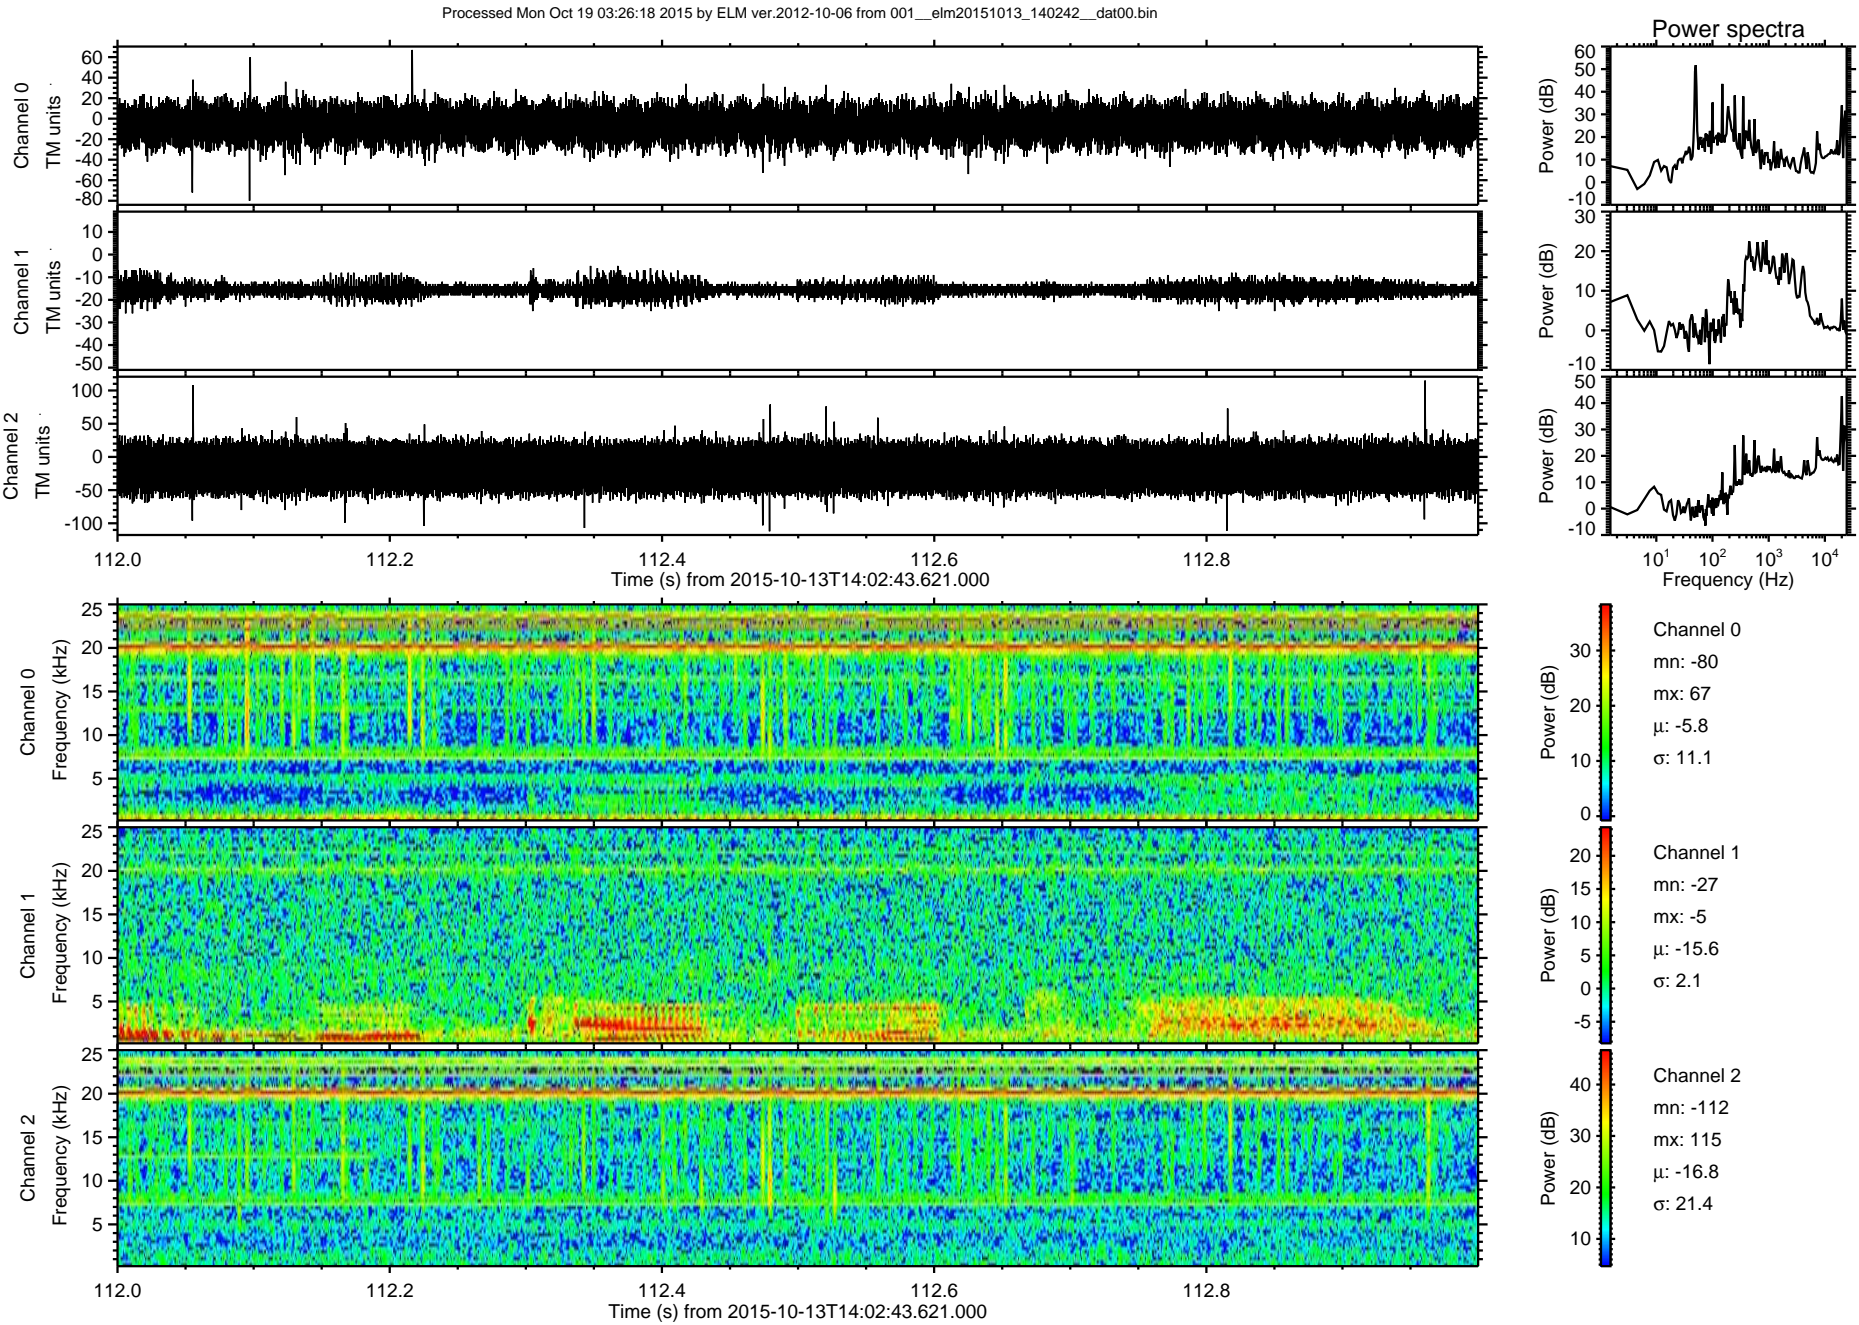 Processed Mon Oct 19 03:26:18 2015 by ELM ver.2012-10-06 from 001__elm20151013_140242__dat00.bin
Power spectra
Channel 0
TM units
60
40
20
0
-20
-40
-60
-80
Power (dB)
60
50
40
30
20
10
0
-10
Channel 1
TM units
10
0
-10
-20
-30
-40
-50
Power (dB)
30
20
10
0
-10
Channel 2
TM units
100
50
0
-50
-100
Power (dB)
50
40
30
20
10
0
-10
112.0 112.2 112.4 112.6 112.8
Time (s) from 2015-10-13T14:02:43.621.000
10¹ 10² 10³ 10⁴
Frequency (Hz)
Channel 0
Frequency (kHz)
25
20
15
10
5
Power (dB)
30
20
10
0
Channel 0
mn: -80
mx: 67
µ: -5.8
σ: 11.1
Channel 1
Frequency (kHz)
25
20
15
10
5
Power (dB)
20
15
10
5
0
-5
Channel 1
mn: -27
mx: -5
µ: -15.6
σ: 2.1
Channel 2
Frequency (kHz)
25
20
15
10
5
Power (dB)
40
30
20
10
Channel 2
mn: -112
mx: 115
µ: -16.8
σ: 21.4
112.0 112.2 112.4 112.6 112.8
Time (s) from 2015-10-13T14:02:43.621.000